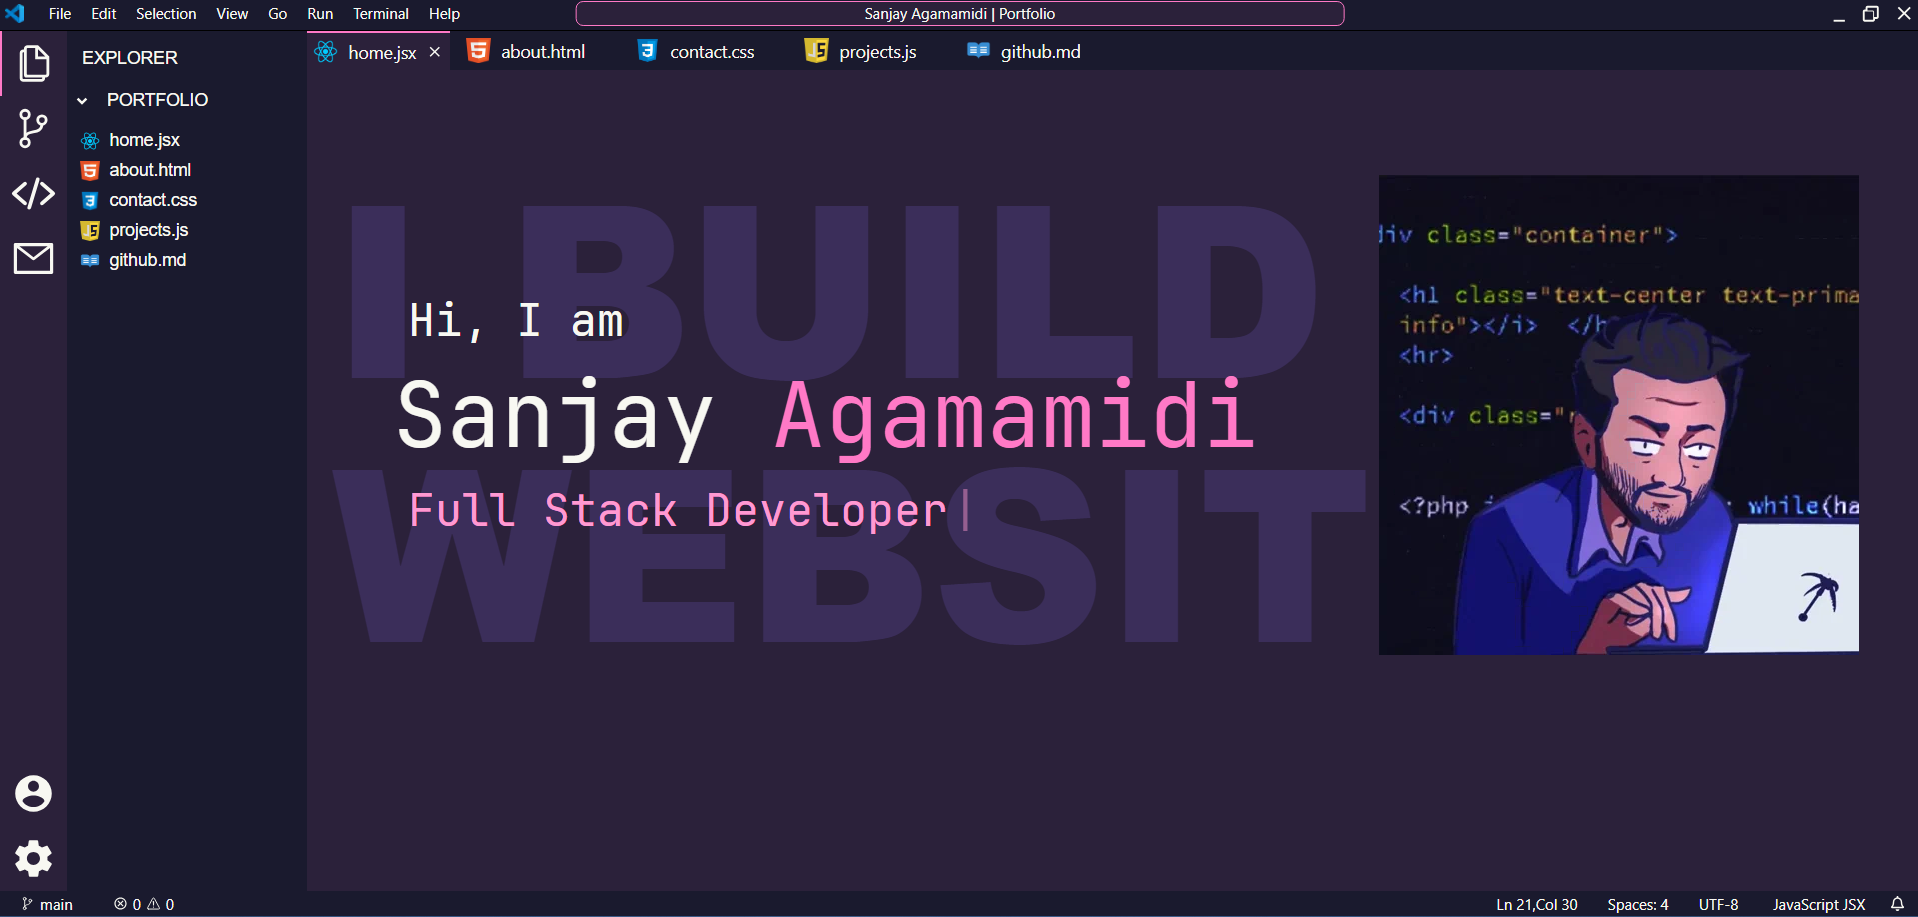 File Edit Selection View Go Run Terminal Help
Sanjay Agamamidi | Portfolio
EXPLORER
PORTFOLIO
home.jsx
about.html
contact.css
projects.js
github.md
home.jsx
about.html
contact.css
projects.js
github.md
I BUILD
WEBSIT
Hi, I am
Sanjay Agamamidi
Full Stack Developer
div class="container">
<h1 class="text-center text-prima
info"></i> </h
<hr>
<div class="r
<?php
while(ha
main
0 0
Ln 21,Col 30
Spaces: 4
UTF-8
JavaScript JSX